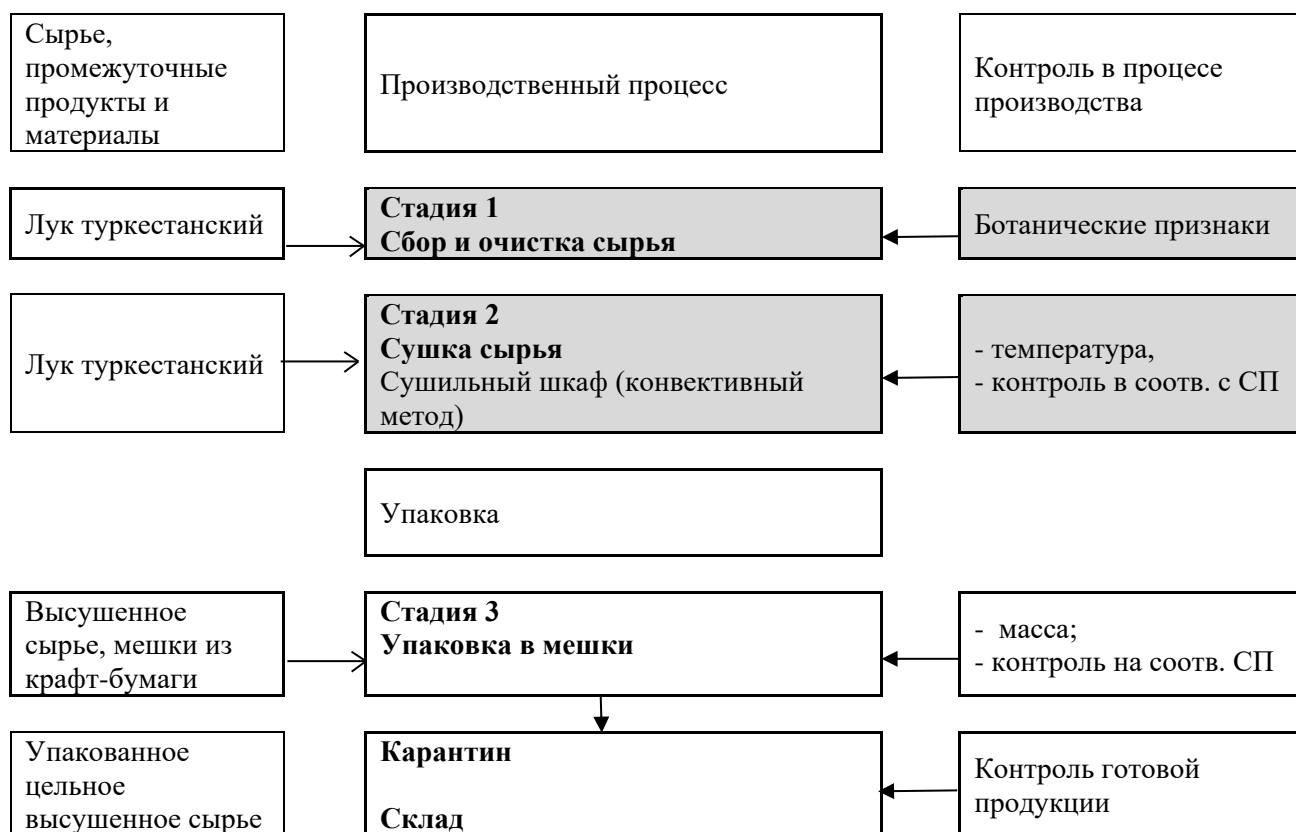 Сырье,
промежуточные
продукты и
материалы
Производственный процесс
Контроль в процесе
производства
Лук туркестанский
Стадия 1
Сбор и очистка сырья
Ботанические признаки
Лук туркестанский
Стадия 2
Сушка сырья
Сушильный шкаф (конвективный
метод)
- температура,
- контроль в соотв. с СП
Упаковка
Высушенное
сырье, мешки из
крафт-бумаги
Стадия 3
Упаковка в мешки
- масса;
- контроль на соотв. СП
Упакованное
цельное
высушенное сырье
Карантин
Склад
Контроль готовой
продукции